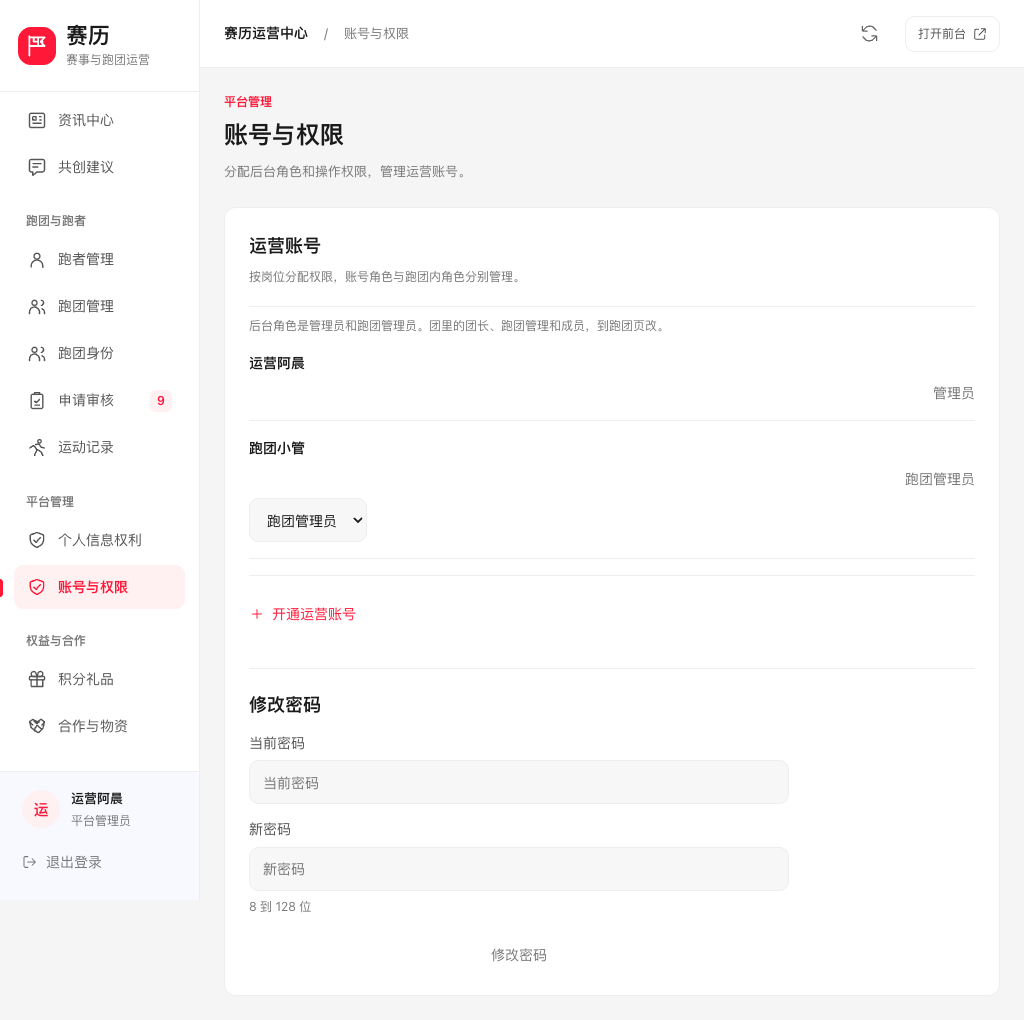 赛历
赛事与跑团运营
资讯中心
共创建议
跑团与跑者
跑者管理
跑团管理
跑团身份
申请审核 9
运动记录
平台管理
个人信息权利
账号与权限
权益与合作
积分礼品
合作与物资
运
运营阿晨
平台管理员
退出登录
赛历运营中心 / 账号与权限
打开前台
平台管理
账号与权限
分配后台角色和操作权限，管理运营账号。
运营账号
按岗位分配权限，账号角色与跑团内角色分别管理。
后台角色是管理员和跑团管理员。团里的团长、跑团管理和成员，到跑团页改。
运营阿晨
管理员
跑团小管
跑团管理员
跑团管理员
开通运营账号
修改密码
当前密码
当前密码
新密码
新密码
8 到 128 位
修改密码